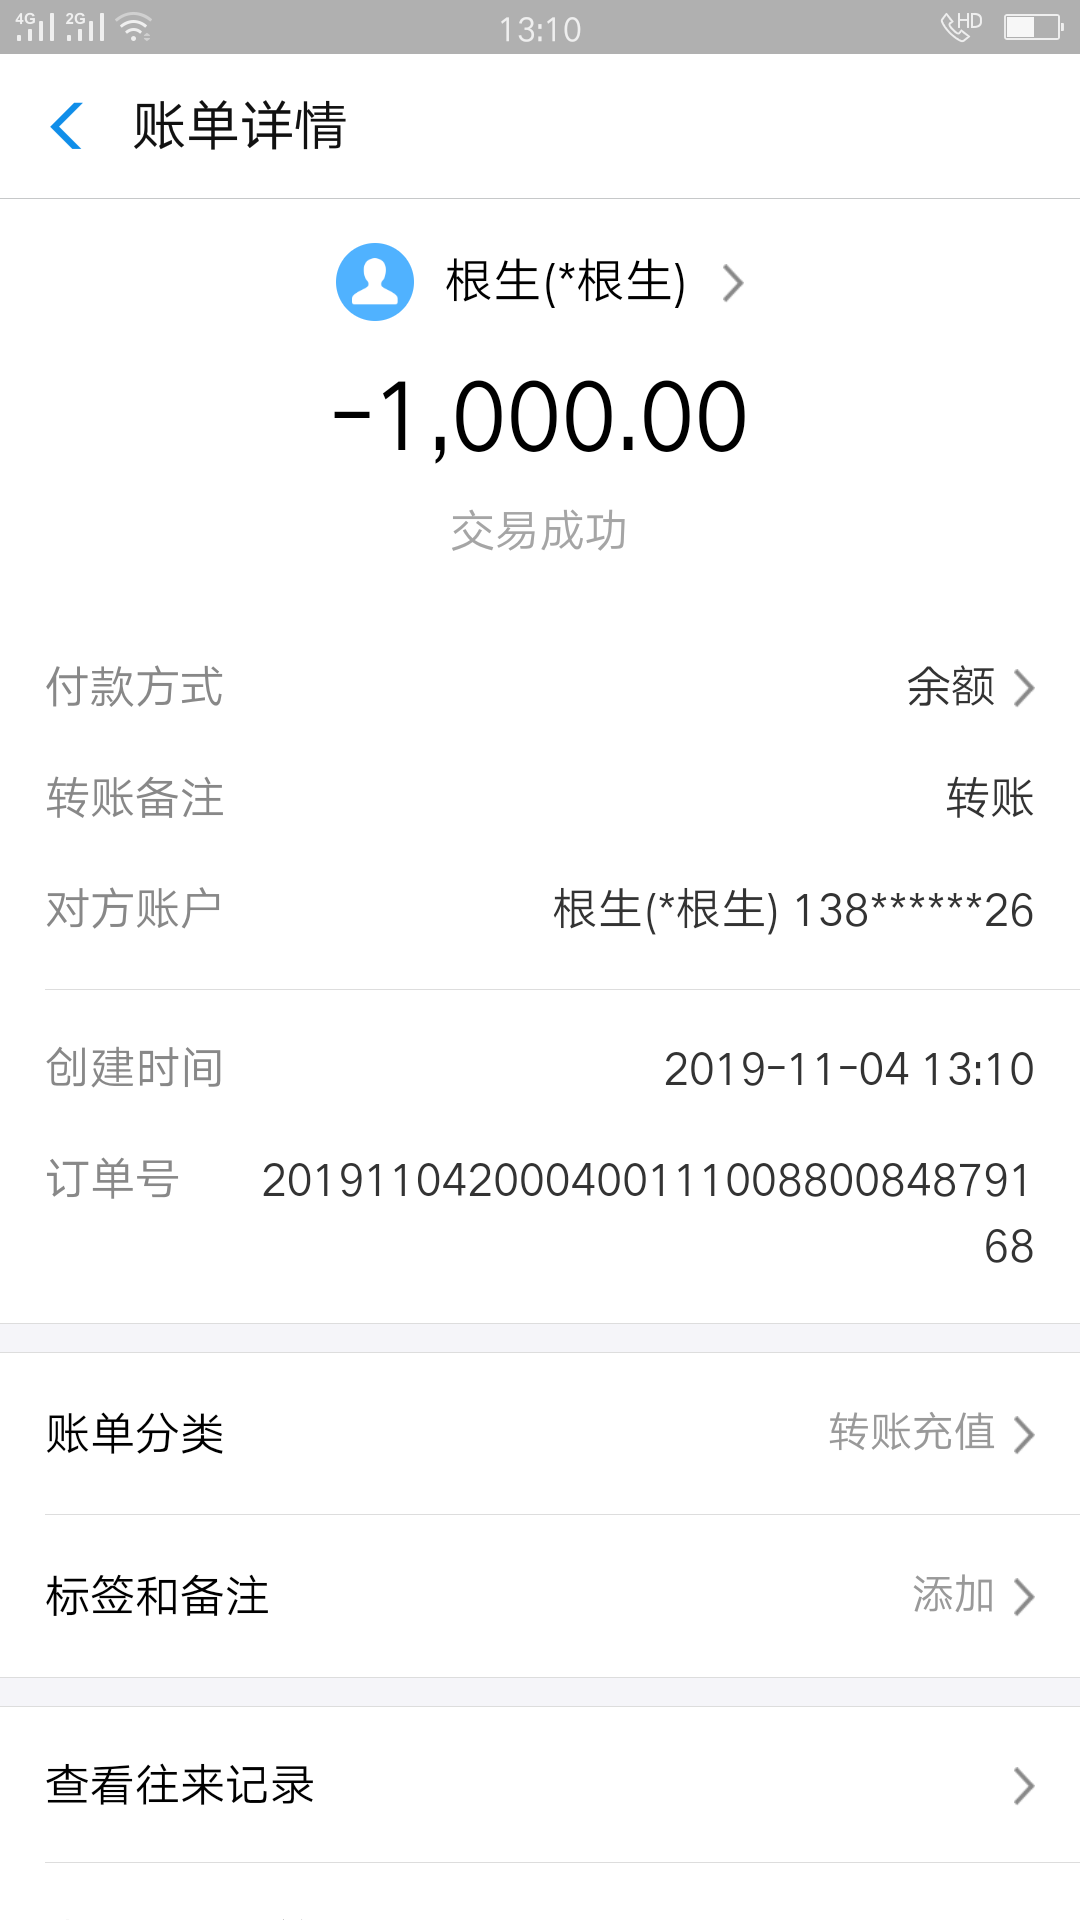 4G 2G 13:10 HD
账单详情
根生(*根生)
-1,000.00
交易成功
付款方式 余额
转账备注 转账
对方账户 根生(*根生) 138******26
创建时间 2019-11-04 13:10
订单号 201911042000400111008800848791
68
账单分类 转账充值
标签和备注 添加
查看往来记录